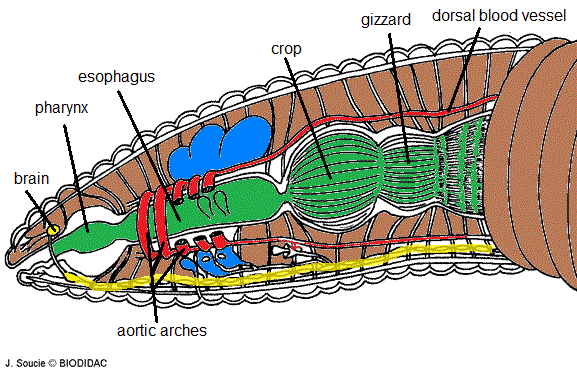 dorsal blood vessel
gizzard
crop
esophagus
pharynx
brain
aortic arches
J. Soucie © BIODIDAC